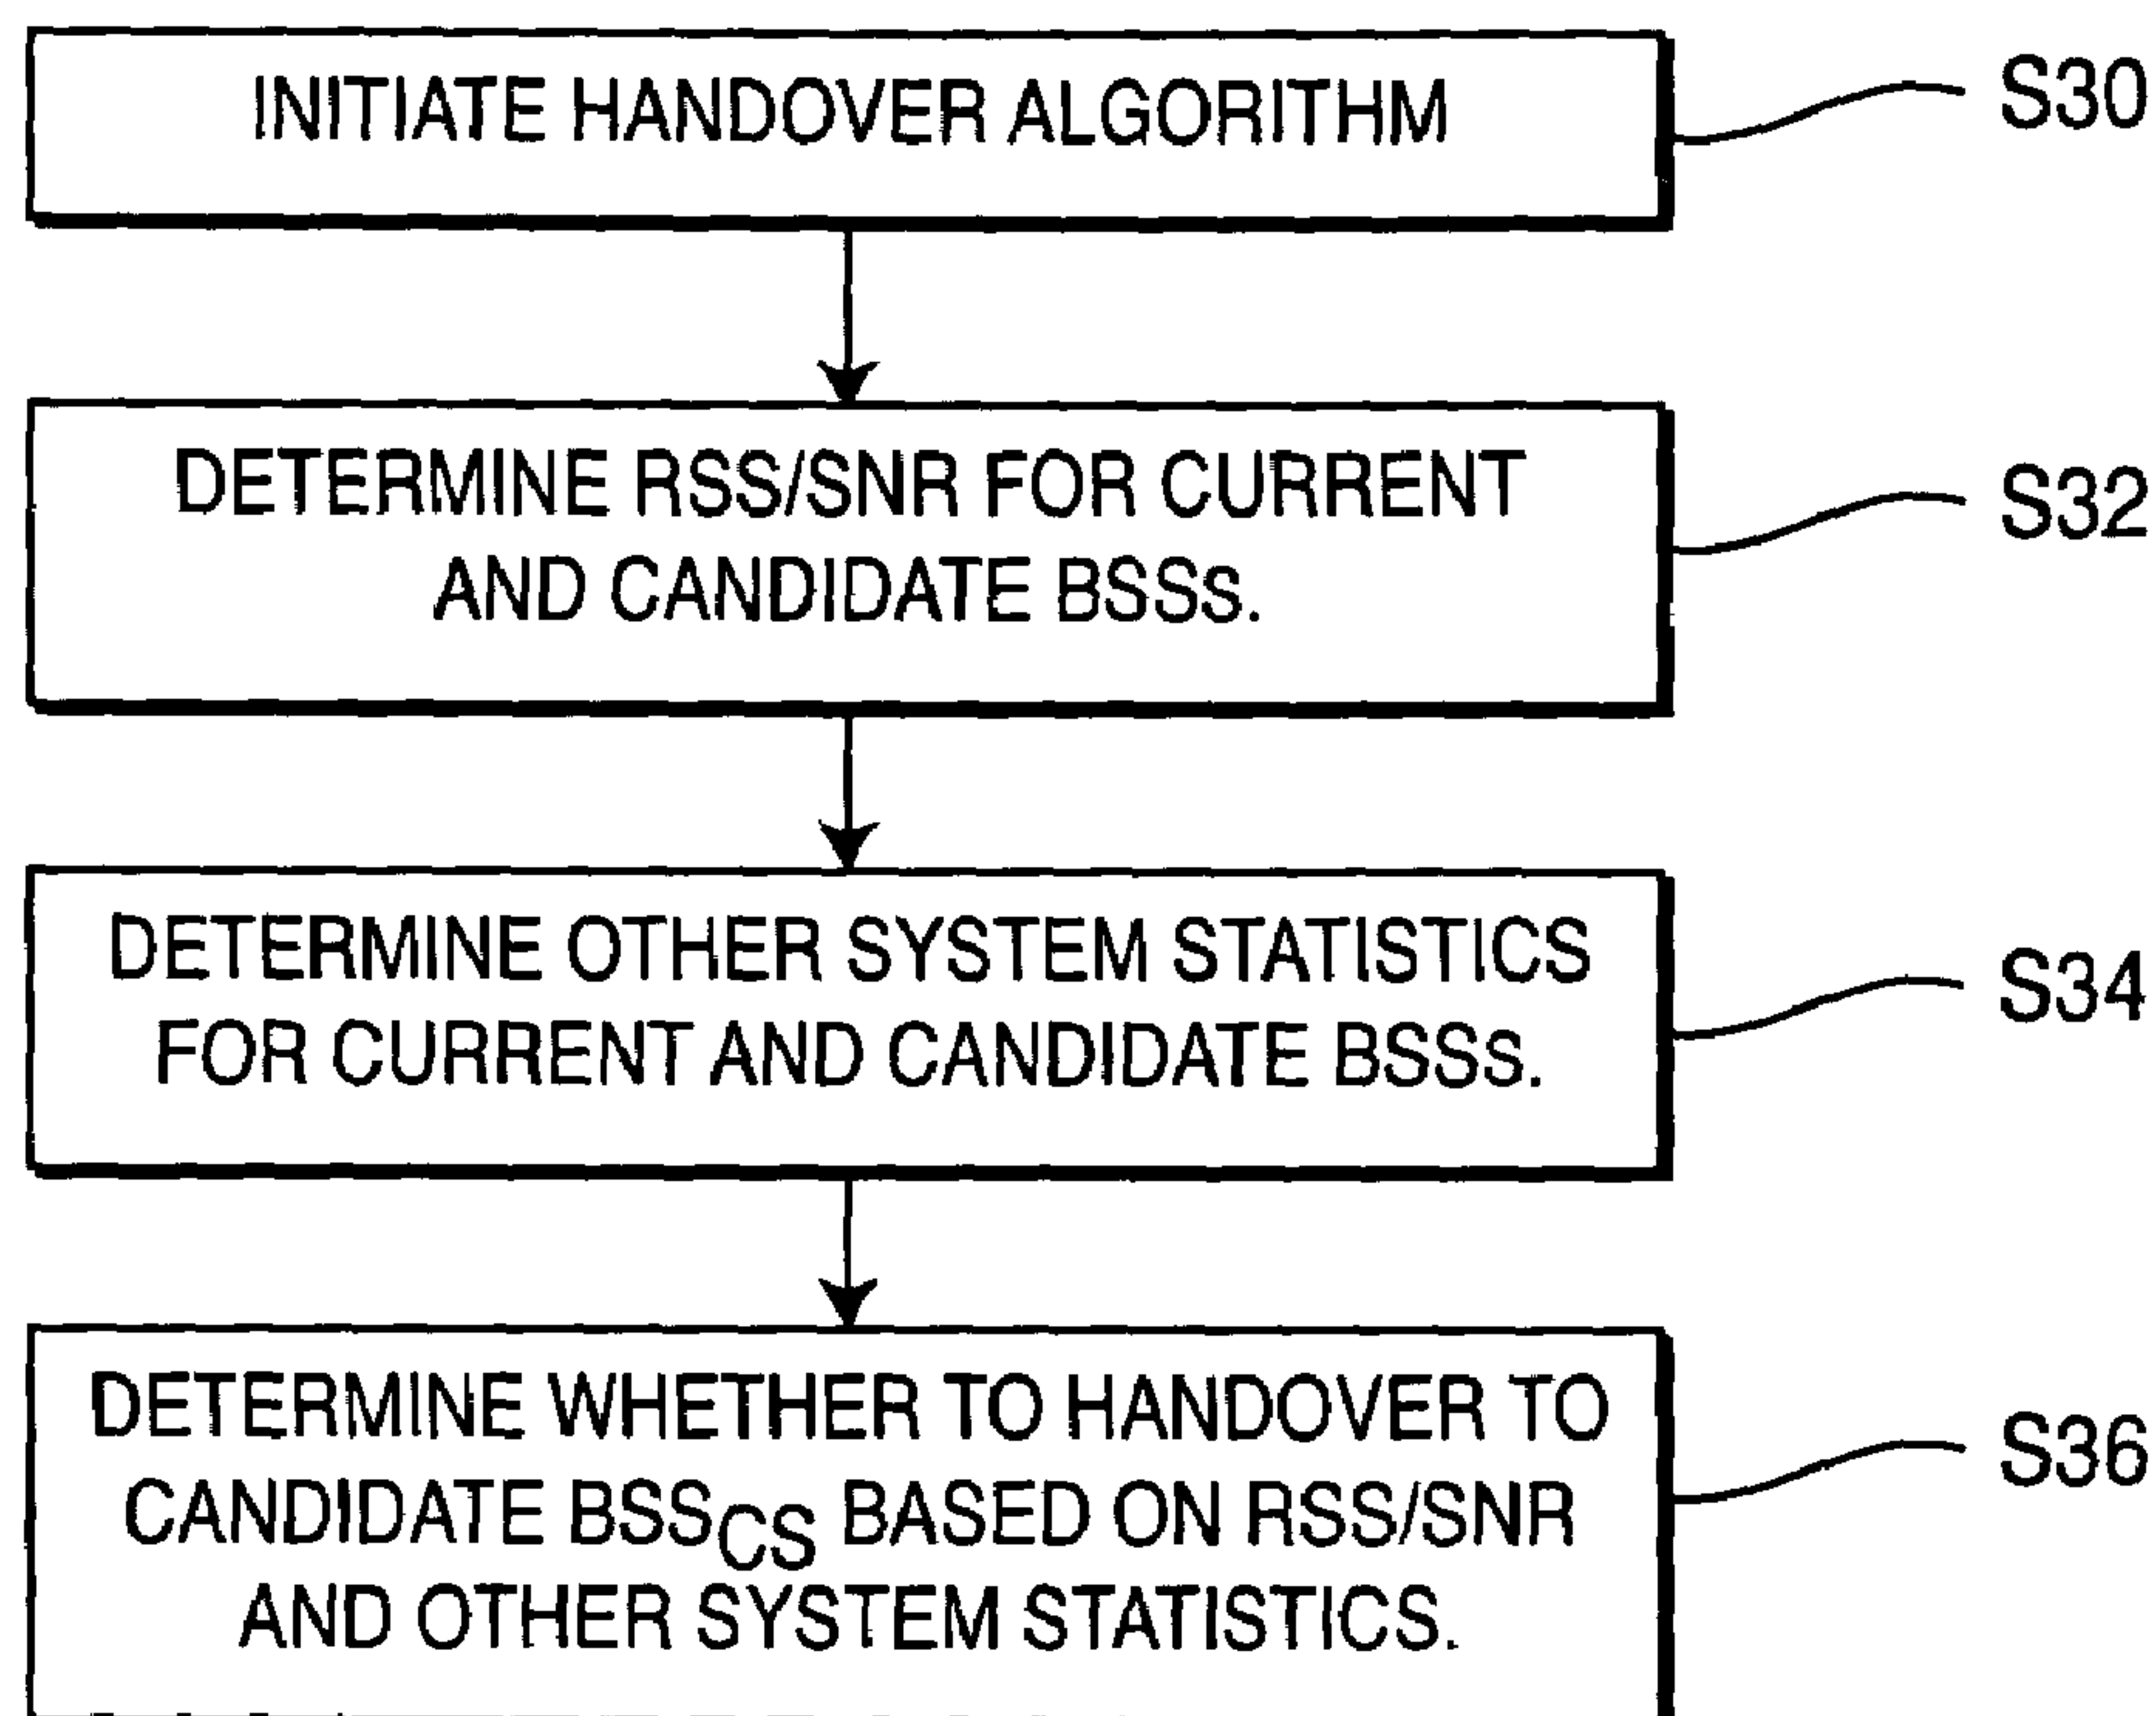 INITIATE HANDOVER ALGORITHM
S30
DETERMINE RSS/SNR FOR CURRENT
AND CANDIDATE BSSs.
S32
DETERMINE OTHER SYSTEM STATISTICS
FOR CURRENT AND CANDIDATE BSSs.
S34
DETERMINE WHETHER TO HANDOVER TO
CANDIDATE BSSCS BASED ON RSS/SNR
AND OTHER SYSTEM STATISTICS.
S36